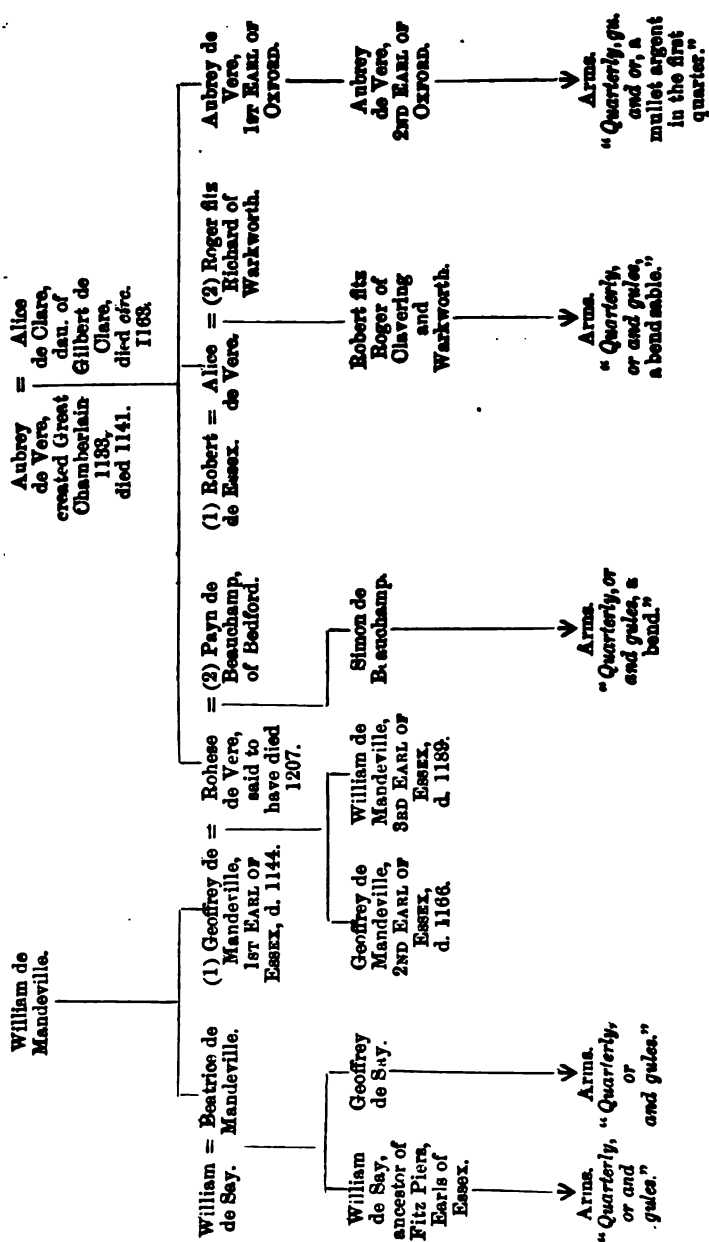 William de
Mandeville.
Aubrey
de Vere,
created Great
Chamberlain
1133,
died 1141.
=
Alice
de Clare,
dau. of
Gilbert de
Clare,
died circ.
1163.
William = Beatrice de
de Say. Mandeville.
(1) Geoffrey de =
Mandeville,
1ST EARL OF
ESSEX, d. 1144.
Rohese
de Vere,
said to
have died
1207.
= (2) Payn de
Beauchamp,
of Bedford.
(1) Robert = Alice
de Essex. de Vere.
= (2) Roger fitz
Richard of
Warkworth.
Aubrey de
Vere,
1ST EARL OF
OXFORD.
William
de Say,
ancestor of
Fitz Piers,
Earls of
Essex.
Geoffrey
de Say.
Geoffrey de
Mandeville,
2ND EARL OF
ESSEX,
d. 1166.
William de
Mandeville,
3RD EARL OF
ESSEX,
d. 1189.
Simon de
Beauchamp.
Robert fitz
Roger of
Clavering
and
Warkworth.
Aubrey
de Vere,
2ND EARL OF
OXFORD.
Arms.
"Quarterly,
or and
gules."
Arms.
"Quarterly,
or
and gules."
Arms.
"Quarterly, or
and gules, a
bend."
Arms.
"Quarterly,
or and gules,
a bend sable."
Arms.
"Quarterly, gu.
and or, a
mullet argent
in the first
quarter."